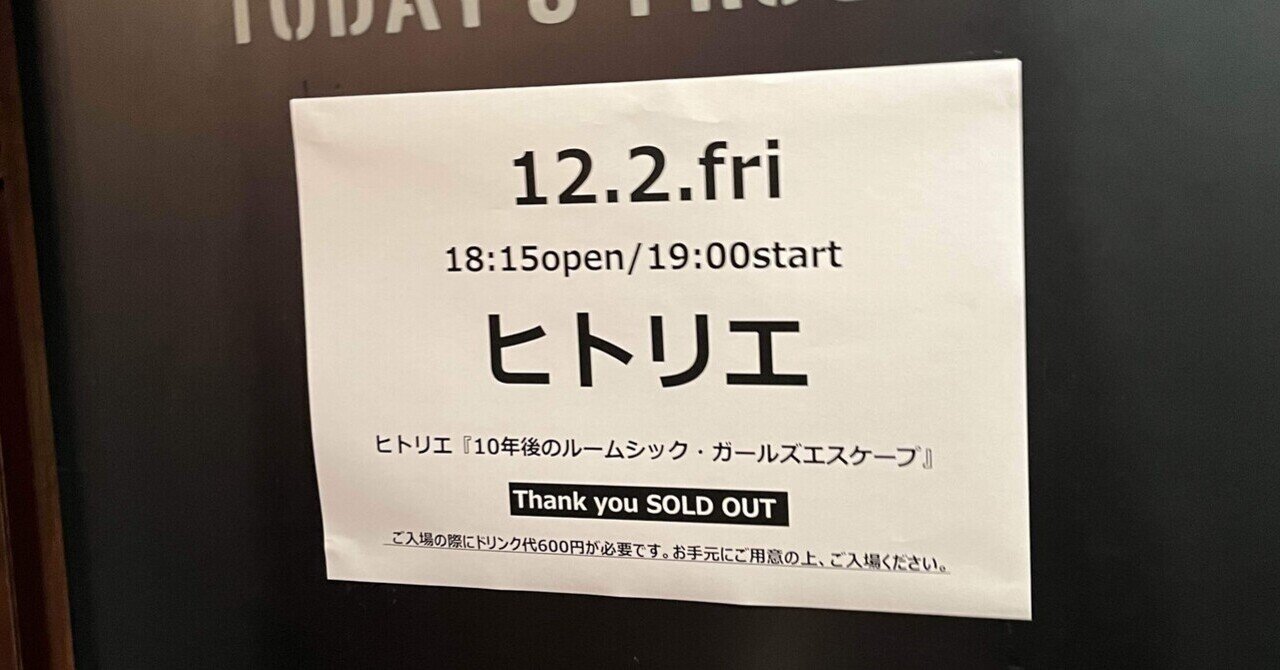 TODAY'S
12.2.fri
18:15open/19:00start
ヒトリエ
ヒトリエ『10年後のルームシック・ガールズエスケープ』
Thank you SOLD OUT
ご入場の際にドリンク代600円が必要です。お手元にご用意の上、ご入場ください。